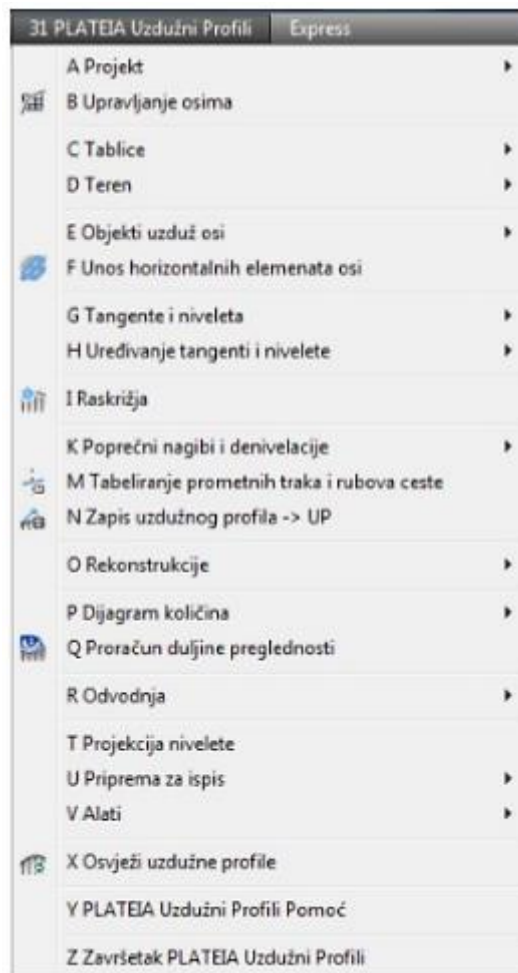 31 PLATEIA Uzdužni Profili Express
A Projekt
B Upravljanje osima
C Tablice
D Teren
E Objekti uzduž osi
F Unos horizontalnih elemenata osi
G Tangente i niveleta
H Uređivanje tangenti i nivelete
I Raskrižja
K Poprečni nagibi i denivelacije
M Tabeliranje prometnih traka i rubova ceste
N Zapis uzdužnog profila -> UP
O Rekonstrukcije
P Dijagram količina
Q Proračun duljine preglednosti
R Odvodnja
T Projekcija nivelete
U Priprema za ispis
V Alati
X Osvježi uzdužne profile
Y PLATEIA Uzdužni Profili Pomoć
Z Završetak PLATEIA Uzdužni Profili